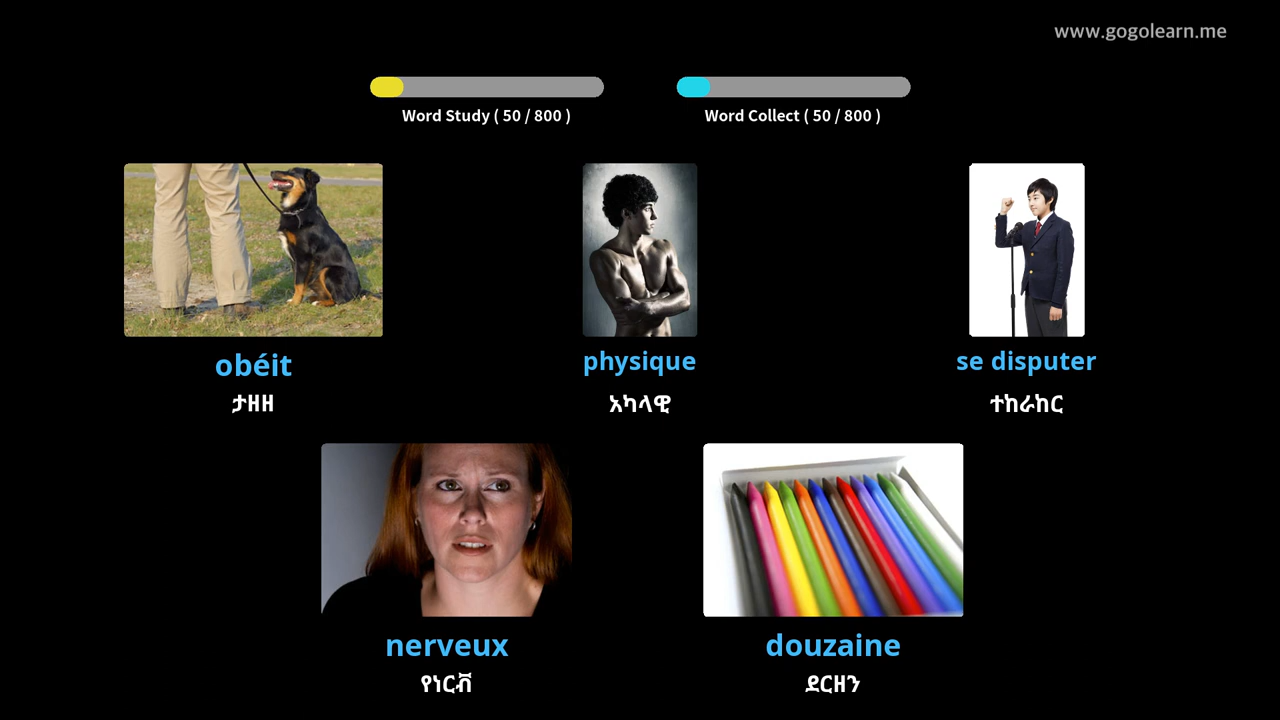 www.gogolearn.me
Word Study ( 50 / 800 )
Word Collect ( 50 / 800 )
obéit
ታዘዘ
physique
አካላዊ
se disputer
ተከራከር
nerveux
የነርቭ
douzaine
ደርዘን